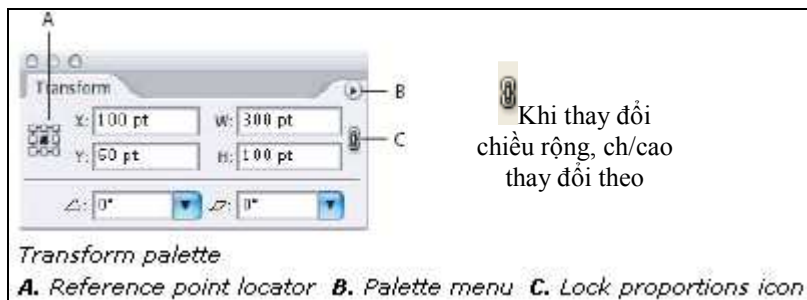 A
Transform
B
X: 100 pt W: 300 pt
C
Y: 60 pt H: 100 pt
0° 0°
Khi thay đổi
chiều rộng, ch/cao
thay đổi theo
Transform palette
A. Reference point locator B. Palette menu C. Lock proportions icon